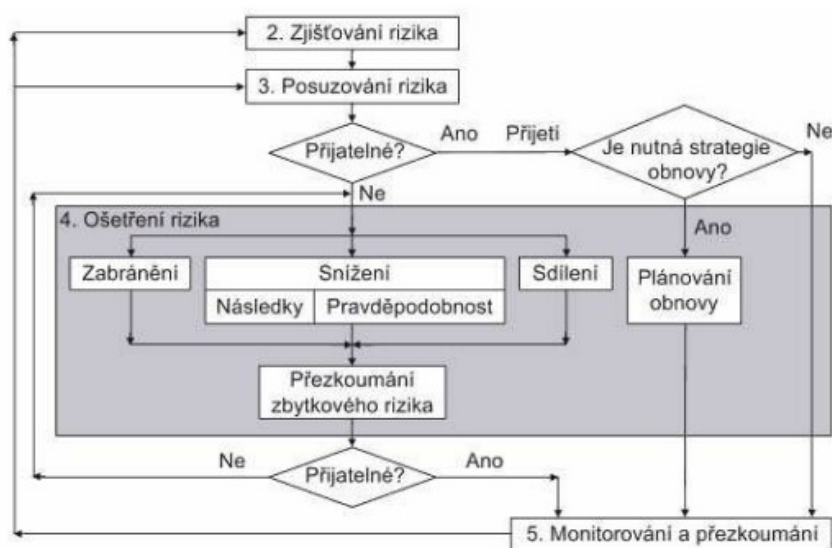 2. Zjišťování rizika
3. Posuzování rizika
Přijatelné?
Ano
Přijetí
Je nutná strategie
obnovy?
Ne
Ne
4. Ošetření rizika
Ano
Zabránění
Snížení
Sdílení
Následky
Pravděpodobnost
Plánování
obnovy
Přezkoumání
zbytkového rizika
Ne
Přijatelné?
Ano
5. Monitorování a přezkoumání